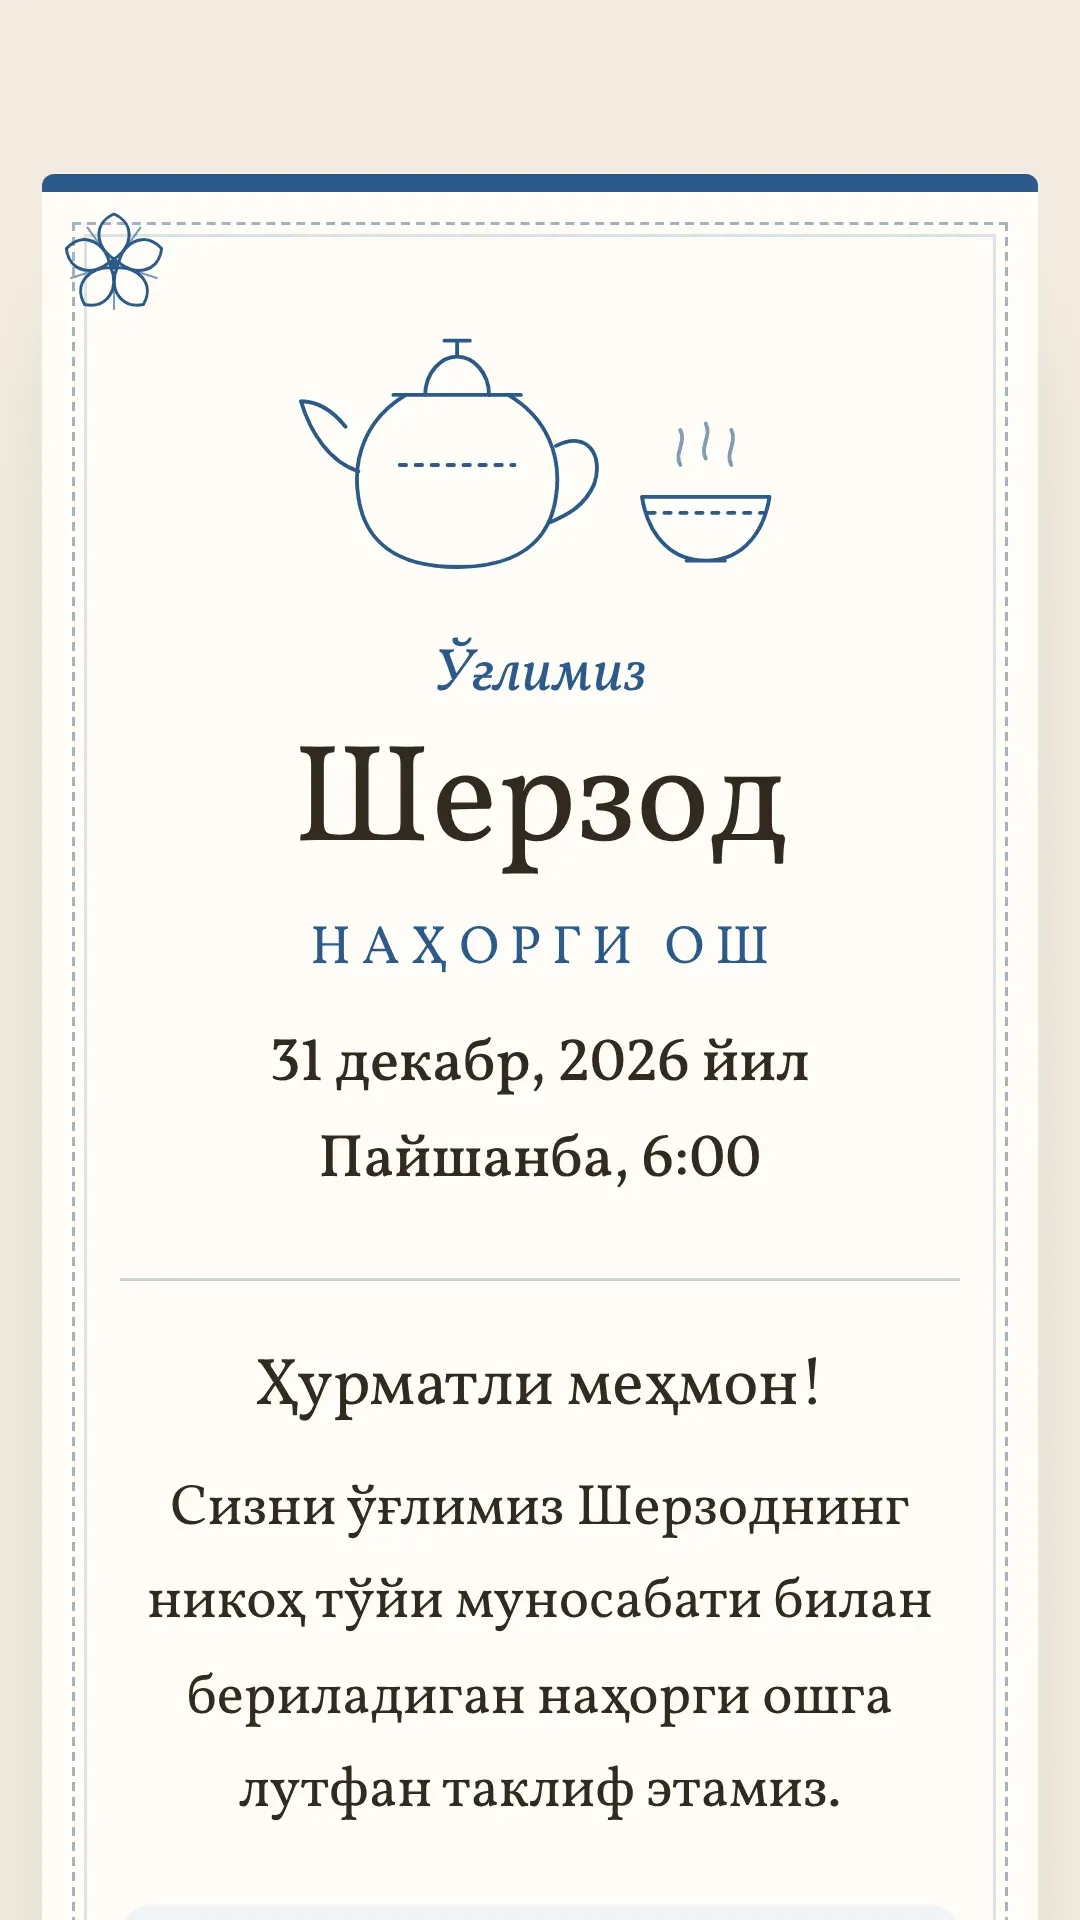 Ўғлимиз
Шерзод
НАҲОРГИ ОШ
31 декабр, 2026 йил
Пайшанба, 6:00
Ҳурматли меҳмон!
Сизни ўғлимиз Шерзоднинг
никоҳ тўйи муносабати билан
бериладиган наҳорги ошга
лутфан таклиф этамиз.